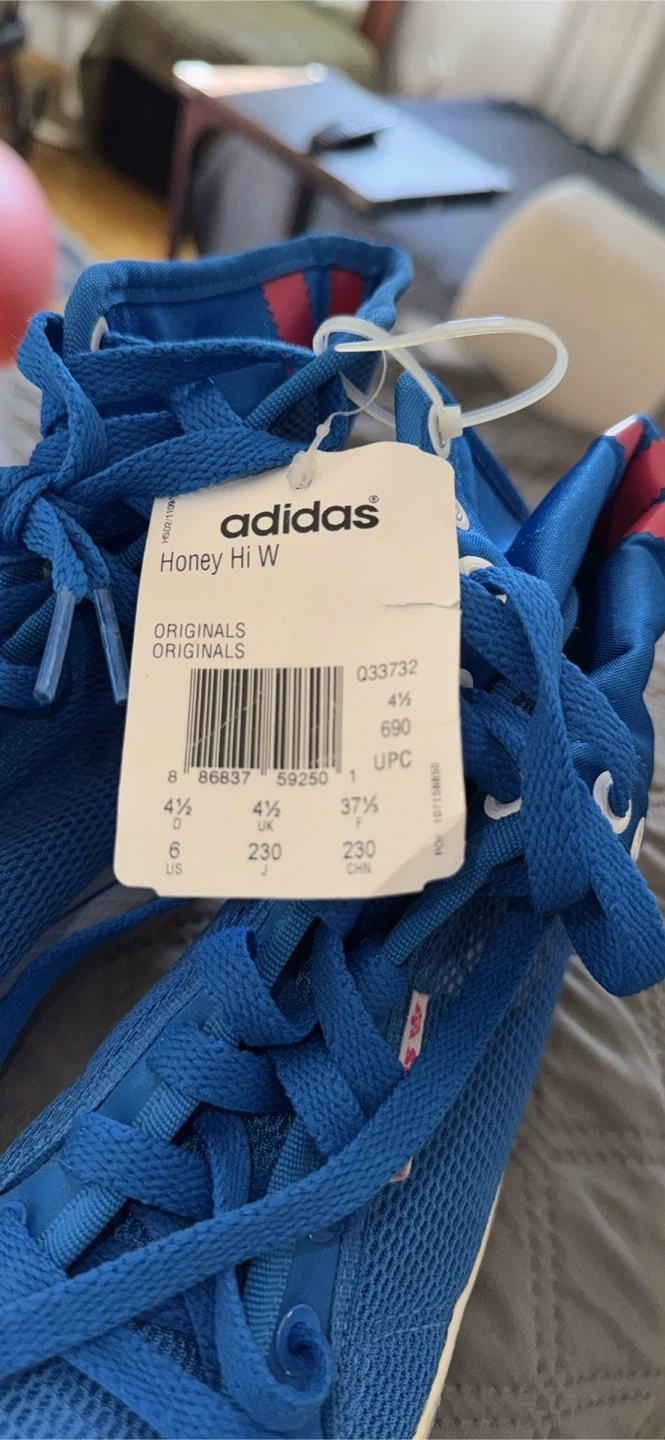 adidas®
Honey Hi W
ORIGINALS
ORIGINALS
Q33732
4½
690
UPC
8 86837 59250 1
4½ 4½ 37⅓
D UK F
6 230 230
US J CHN